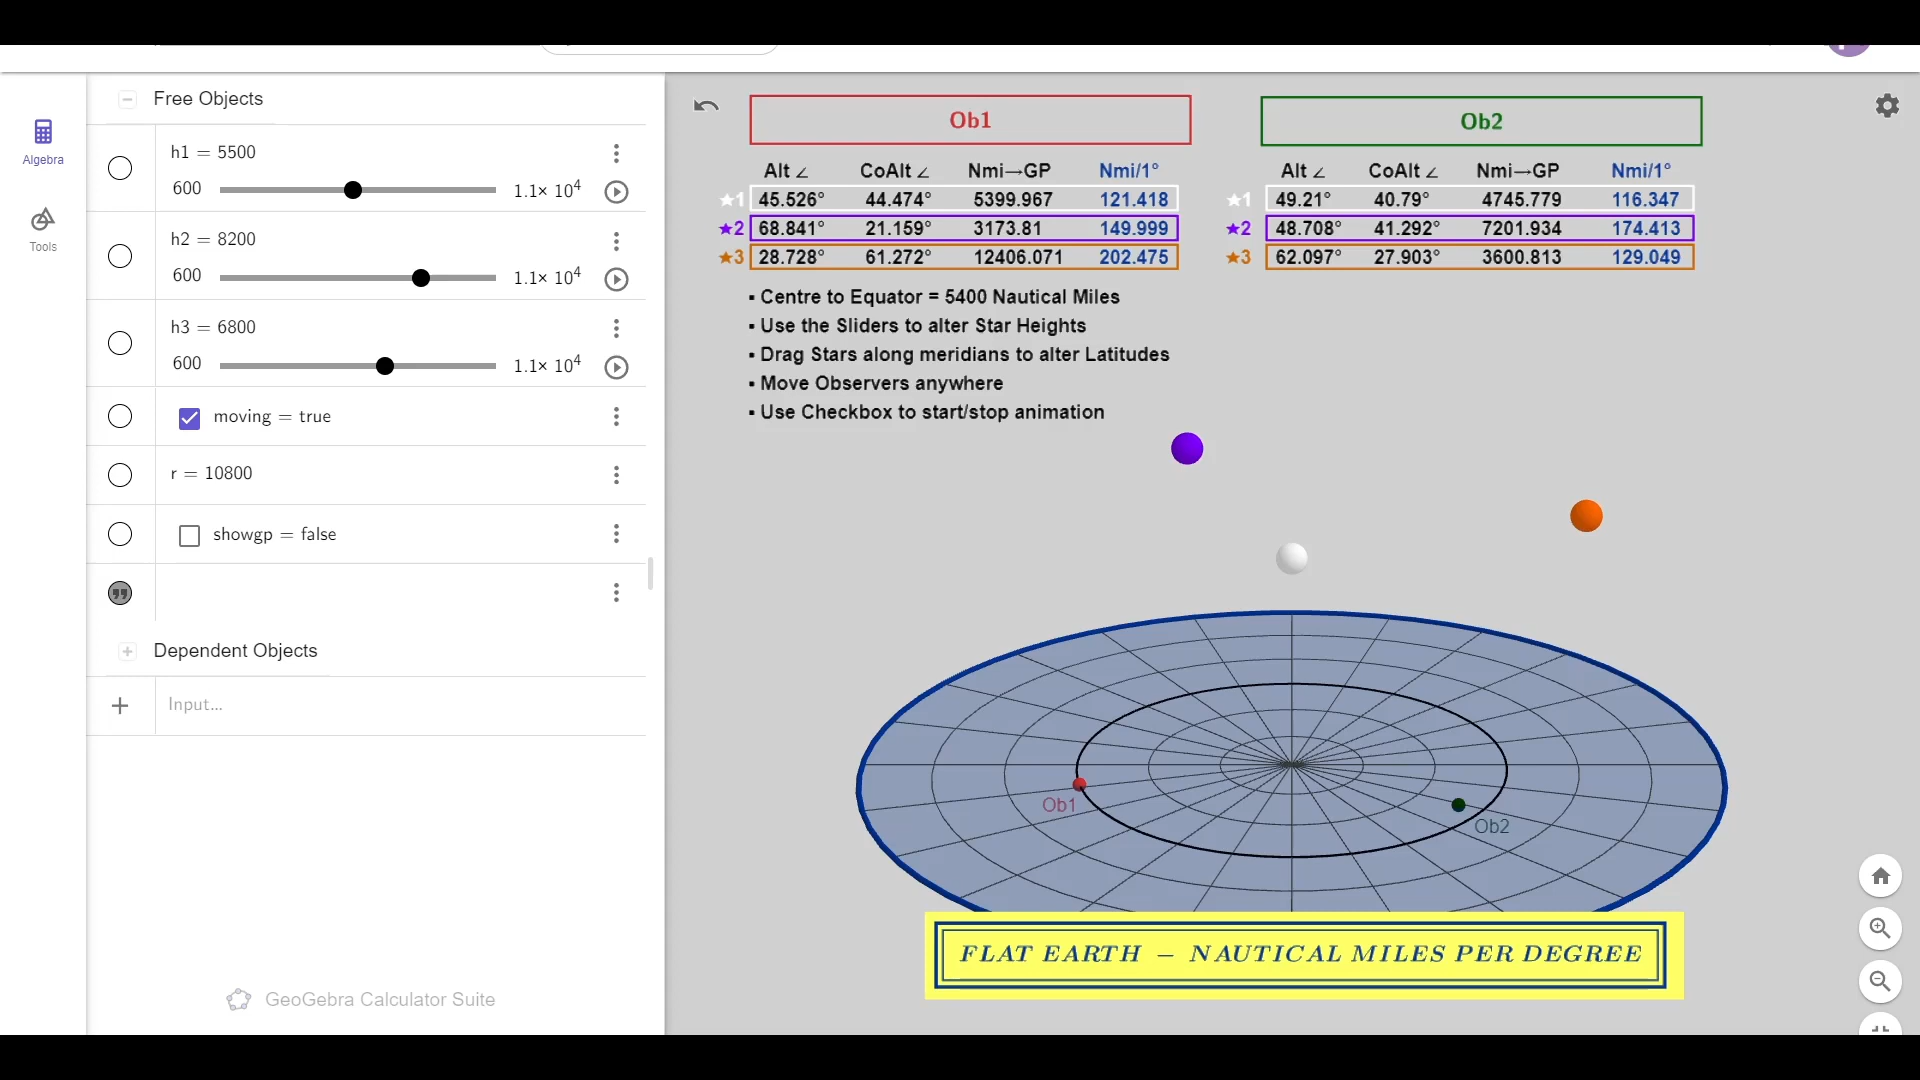 Free Objects
h1 = 5500
600
1.1× 10⁴
h2 = 8200
600
1.1× 10⁴
h3 = 6800
600
1.1× 10⁴
moving = true
r = 10800
showgp = false
Dependent Objects
Input...
GeoGebra Calculator Suite
Algebra
Tools
Ob1
Alt ∠ CoAlt ∠ Nmi→GP Nmi/1°
★1 45.526° 44.474° 5399.967 121.418
★2 68.841° 21.159° 3173.81 149.999
★3 28.728° 61.272° 12406.071 202.475
Ob2
Alt ∠ CoAlt ∠ Nmi→GP Nmi/1°
★1 49.21° 40.79° 4745.779 116.347
★2 48.708° 41.292° 7201.934 174.413
★3 62.097° 27.903° 3600.813 129.049
▪ Centre to Equator = 5400 Nautical Miles
▪ Use the Sliders to alter Star Heights
▪ Drag Stars along meridians to alter Latitudes
▪ Move Observers anywhere
▪ Use Checkbox to start/stop animation
Ob1
Ob2
FLAT EARTH – NAUTICAL MILES PER DEGREE